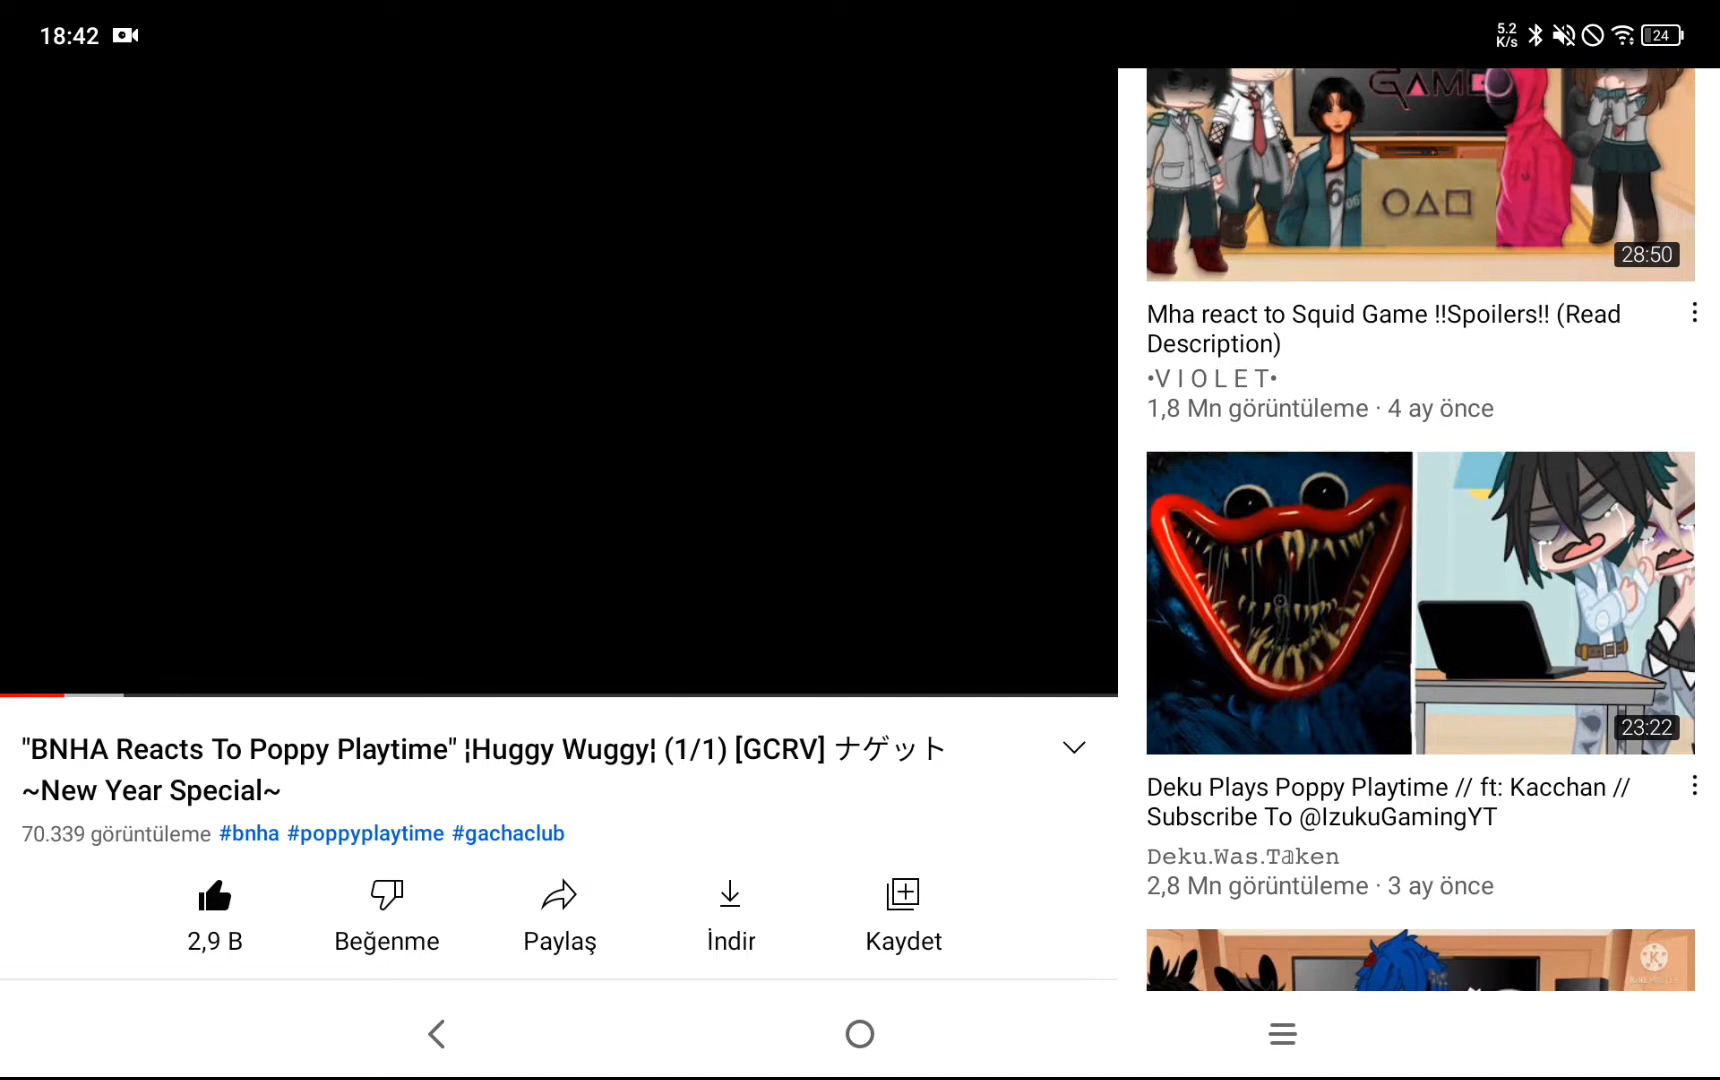 18:42
5.2
K/s
24
GAME
6
067
28:50
Mha react to Squid Game !!Spoilers!! (Read
Description)
•V I O L E T•
1,8 Mn görüntüleme · 4 ay önce
23:22
Deku Plays Poppy Playtime // ft: Kacchan //
Subscribe To @IzukuGamingYT
Deku.Was.T@ken
2,8 Mn görüntüleme · 3 ay önce
"BNHA Reacts To Poppy Playtime" ¦Huggy Wuggy¦ (1/1) [GCRV] ナゲット
~New Year Special~
70.339 görüntüleme #bnha #poppyplaytime #gachaclub
2,9 B
Beğenme
Paylaş
İndir
Kaydet
K